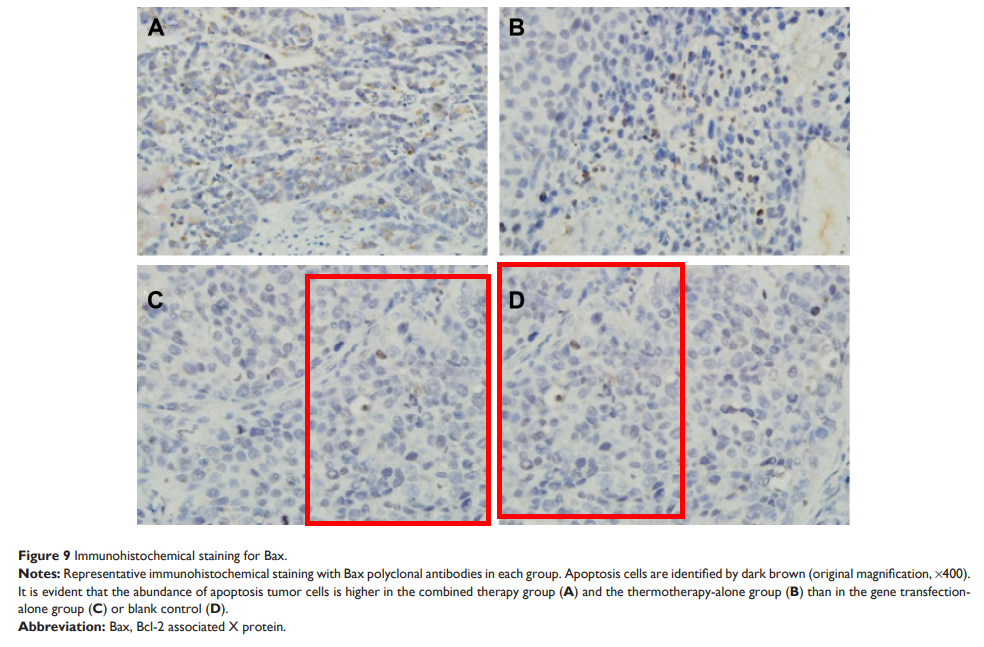 A
B
C
D
Figure 9 Immunohistochemical staining for Bax.
Notes: Representative immunohistochemical staining with Bax polyclonal antibodies in each group. Apoptosis cells are identified by dark brown (original magnification, ×400).
It is evident that the abundance of apoptosis tumor cells is higher in the combined therapy group (A) and the thermotherapy-alone group (B) than in the gene transfection-
alone group (C) or blank control (D).
Abbreviation: Bax, Bcl-2 associated X protein.